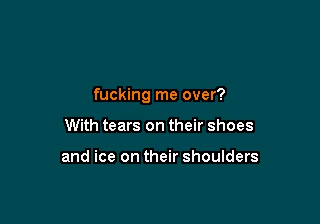 fucking me over?
With tears on their shoes
and ice on their shoulders